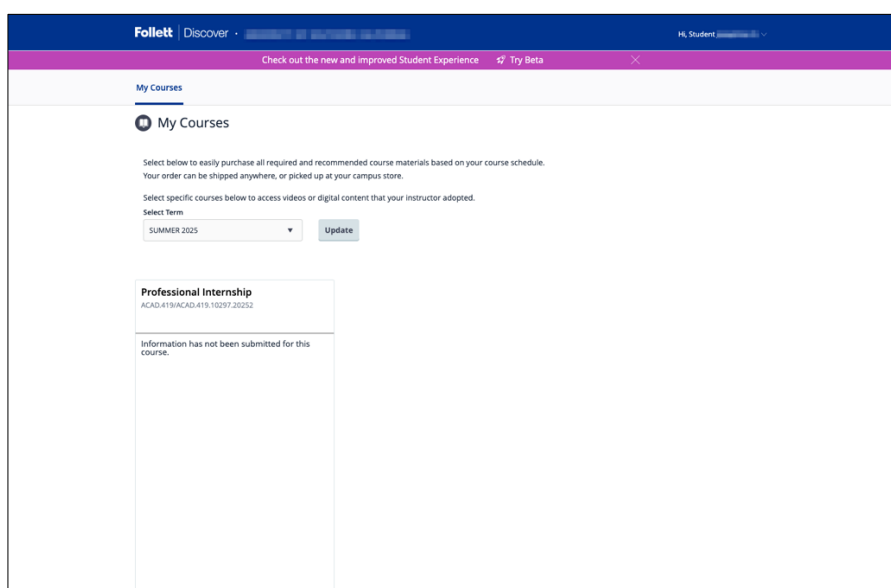 Follett | Discover ·
Hi, Student
Check out the new and improved Student Experience Try Beta
My Courses
My Courses
Select below to easily purchase all required and recommended course materials based on your course schedule.
Your order can be shipped anywhere, or picked up at your campus store.
Select specific courses below to access videos or digital content that your instructor adopted.
Select Term
SUMMER 2025
Update
Professional Internship
ACAD.419/ACAD.419.10297.202S2
Information has not been submitted for this
course.